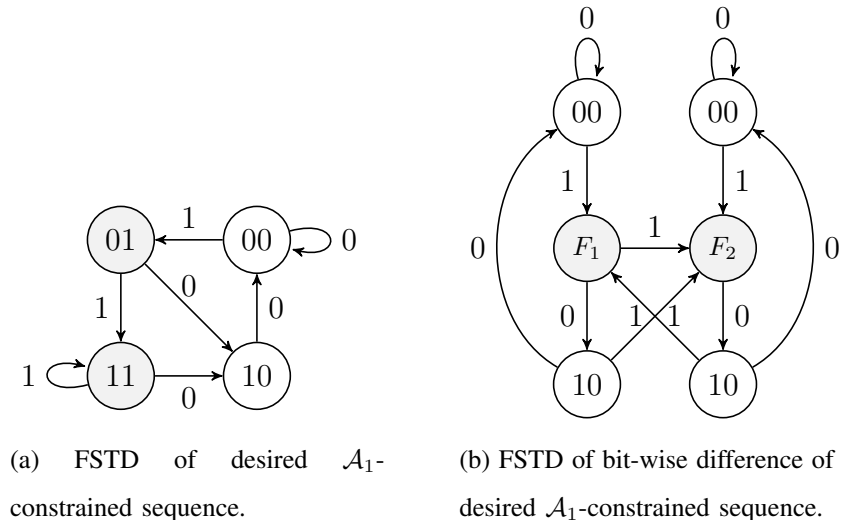 0 0
00 00
1 1
1
01 00 0
F₁ 1 F₂
0 0
1 0 0
0 1 1 0
1 11 10
0
10 10
(a) FSTD of desired 𝒜₁-
constrained sequence.
(b) FSTD of bit-wise difference of
desired 𝒜₁-constrained sequence.